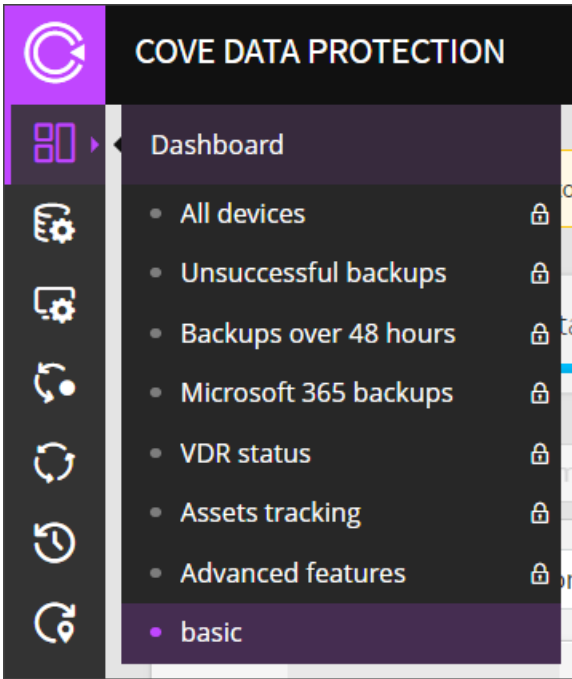 COVE DATA PROTECTION
Dashboard
All devices
Unsuccessful backups
Backups over 48 hours
Microsoft 365 backups
VDR status
Assets tracking
Advanced features
basic